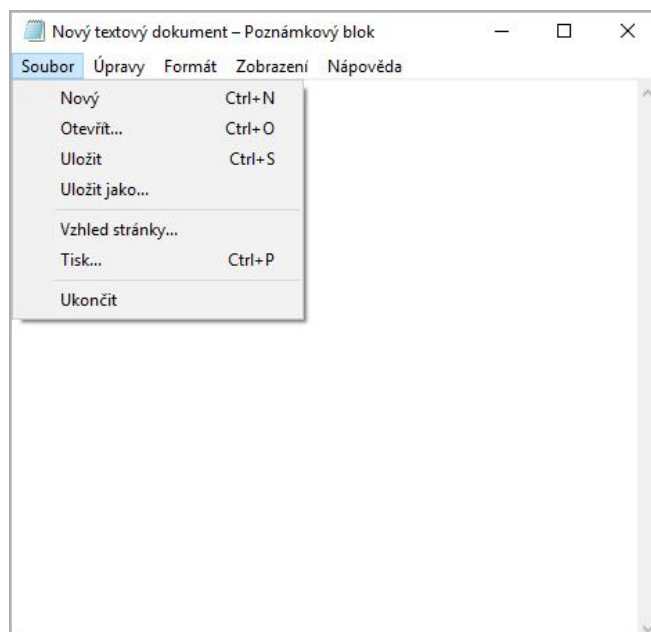 Nový textový dokument – Poznámkový blok
Soubor Úpravy Formát Zobrazení Nápověda
Nový Ctrl+N
Otevřít... Ctrl+O
Uložit Ctrl+S
Uložit jako...
Vzhled stránky...
Tisk... Ctrl+P
Ukončit